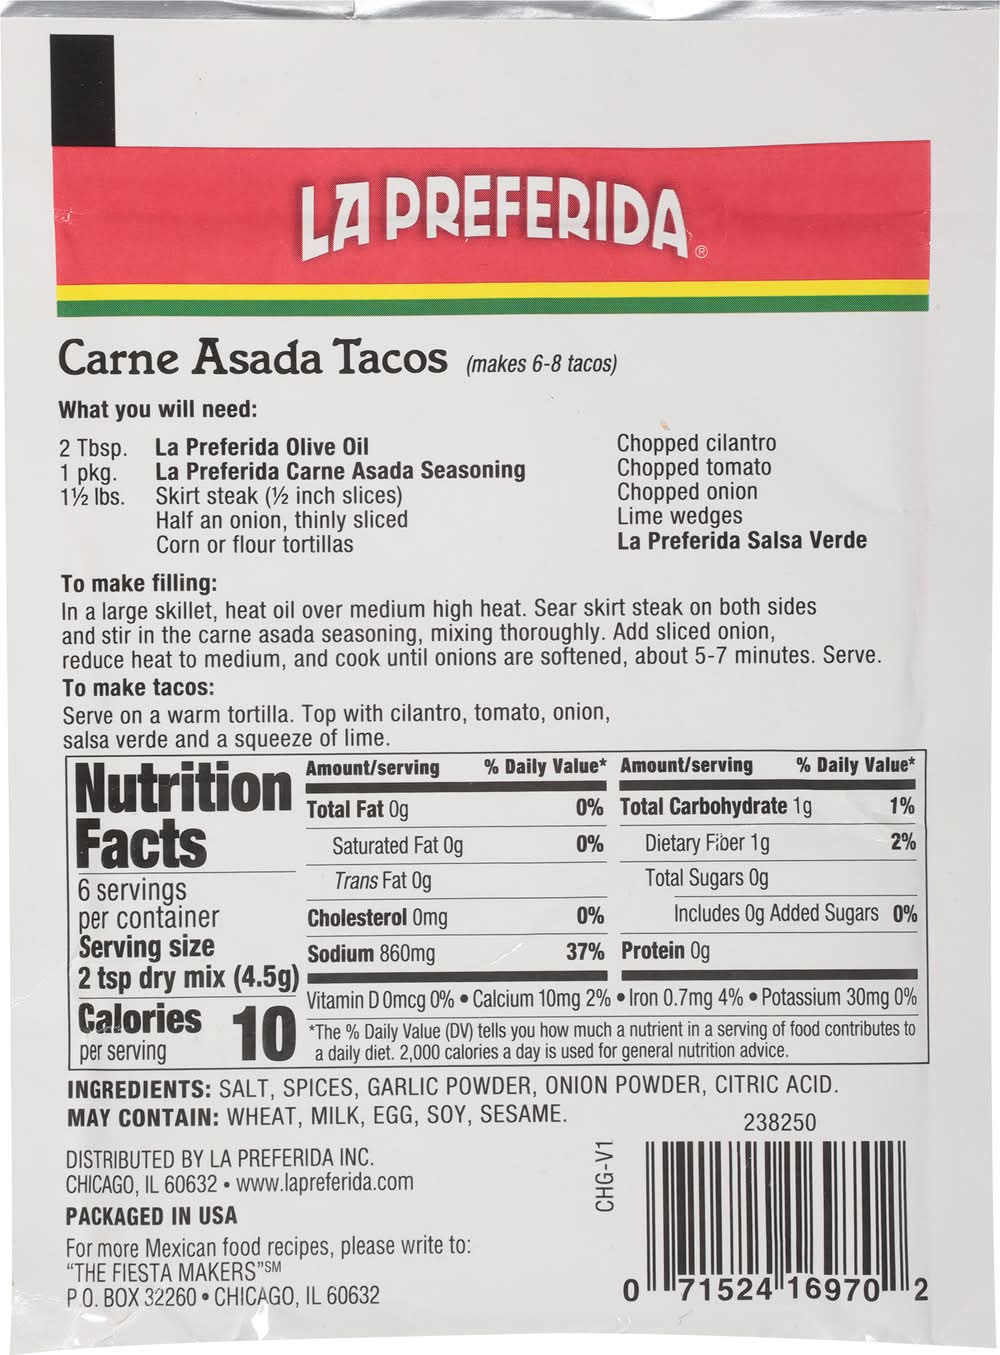 LA PREFERIDA®
Carne Asada Tacos (makes 6-8 tacos)
What you will need:
2 Tbsp. La Preferida Olive Oil
1 pkg. La Preferida Carne Asada Seasoning
1½ lbs. Skirt steak (½ inch slices)
Half an onion, thinly sliced
Corn or flour tortillas
Chopped cilantro
Chopped tomato
Chopped onion
Lime wedges
La Preferida Salsa Verde
To make filling:
In a large skillet, heat oil over medium high heat. Sear skirt steak on both sides
and stir in the carne asada seasoning, mixing thoroughly. Add sliced onion,
reduce heat to medium, and cook until onions are softened, about 5-7 minutes. Serve.
To make tacos:
Serve on a warm tortilla. Top with cilantro, tomato, onion,
salsa verde and a squeeze of lime.
Nutrition
Facts
6 servings
per container
Serving size
2 tsp dry mix (4.5g)
Calories 10
per serving
Amount/serving % Daily Value*
Total Fat 0g 0%
Saturated Fat 0g 0%
Trans Fat 0g
Cholesterol 0mg 0%
Sodium 860mg 37%
Amount/serving % Daily Value*
Total Carbohydrate 1g 1%
Dietary Fiber 1g 2%
Total Sugars 0g
Includes 0g Added Sugars 0%
Protein 0g
Vitamin D 0mcg 0% • Calcium 10mg 2% • Iron 0.7mg 4% • Potassium 30mg 0%
*The % Daily Value (DV) tells you how much a nutrient in a serving of food contributes to
a daily diet. 2,000 calories a day is used for general nutrition advice.
INGREDIENTS: SALT, SPICES, GARLIC POWDER, ONION POWDER, CITRIC ACID.
MAY CONTAIN: WHEAT, MILK, EGG, SOY, SESAME.
DISTRIBUTED BY LA PREFERIDA INC.
CHICAGO, IL 60632 • www.lapreferida.com
PACKAGED IN USA
For more Mexican food recipes, please write to:
"THE FIESTA MAKERS"℠
P.O. BOX 32260 • CHICAGO, IL 60632
238250
CHG-V1
0 71524 16970 2